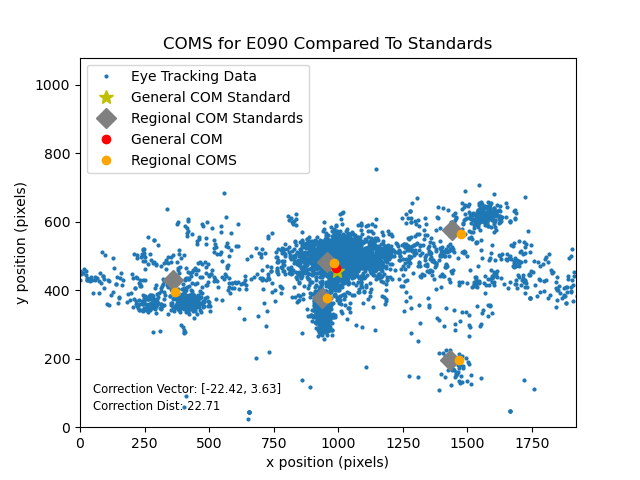 COMS for E090 Compared To Standards
Eye Tracking Data
General COM Standard
Regional COM Standards
General COM
Regional COMS
1000
800
600
400
200
0
y position (pixels)
Correction Vector: [-22.42, 3.63]
Correction Dist: 22.71
0 250 500 750 1000 1250 1500 1750
x position (pixels)